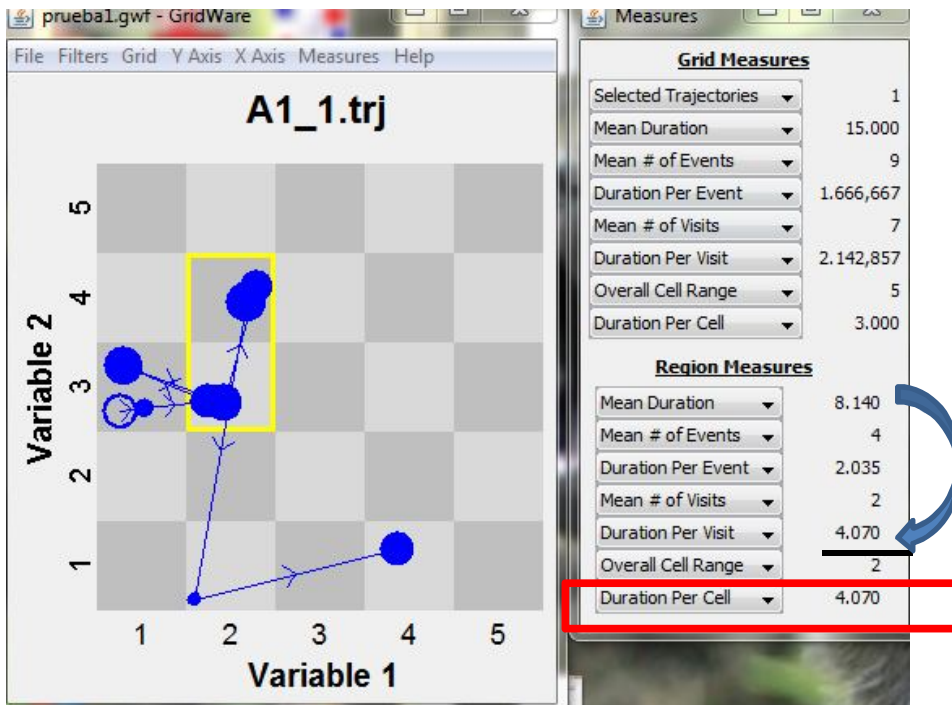 prueba1.gwf - GridWare
File Filters Grid Y Axis X Axis Measures Help
A1_1.trj
Variable 2
5
4
3
2
1
1 2 3 4 5
Variable 1
Measures
Grid Measures
Selected Trajectories 1
Mean Duration 15.000
Mean # of Events 9
Duration Per Event 1.666,667
Mean # of Visits 7
Duration Per Visit 2.142,857
Overall Cell Range 5
Duration Per Cell 3.000
Region Measures
Mean Duration 8.140
Mean # of Events 4
Duration Per Event 2.035
Mean # of Visits 2
Duration Per Visit 4.070
Overall Cell Range 2
Duration Per Cell 4.070